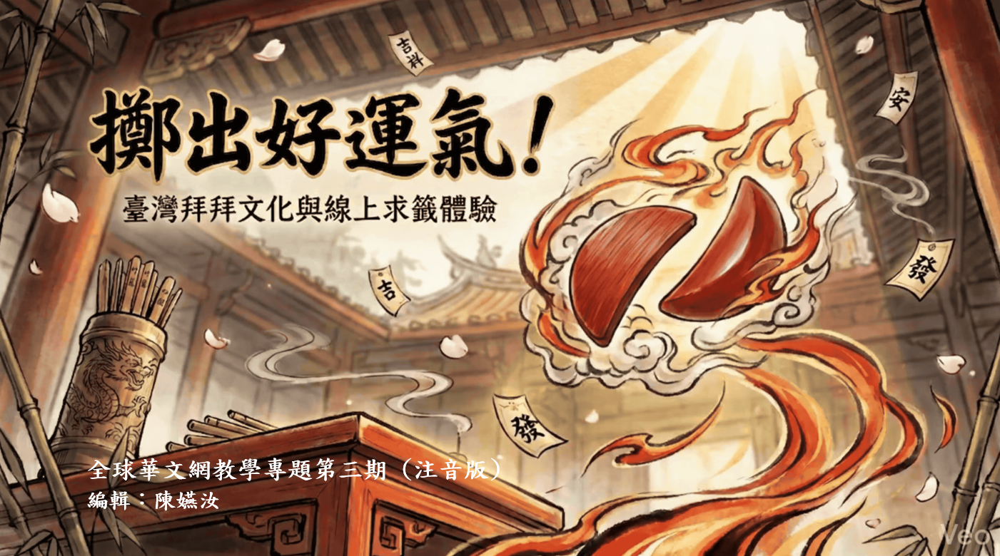 擲出好運氣！
臺灣拜拜文化與線上求籤體驗
吉祥
安
吉
發
發
全球華文網教學專題第三期（注音版）
編輯：陳嬿汝
Veo